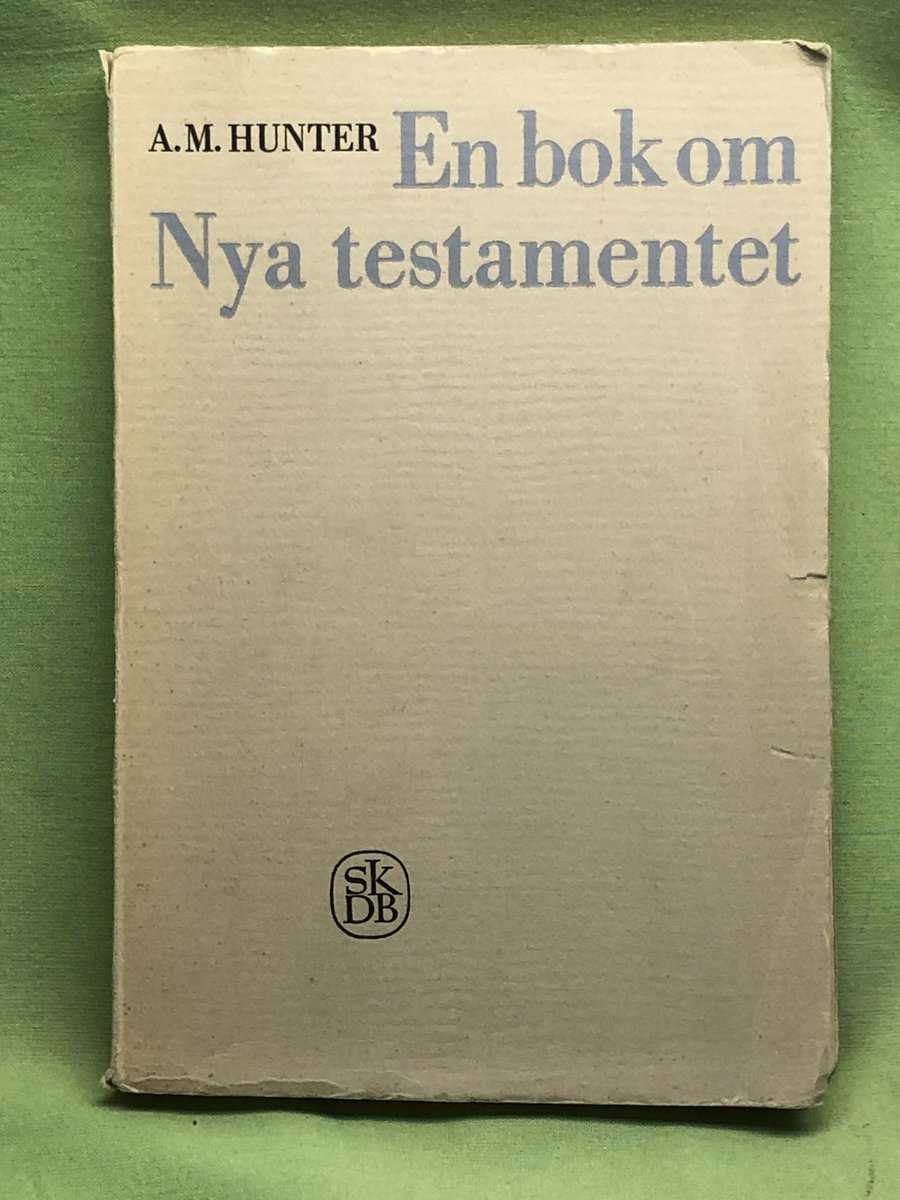 A.M. HUNTER En bok om
Nya testamentet
SK
DB